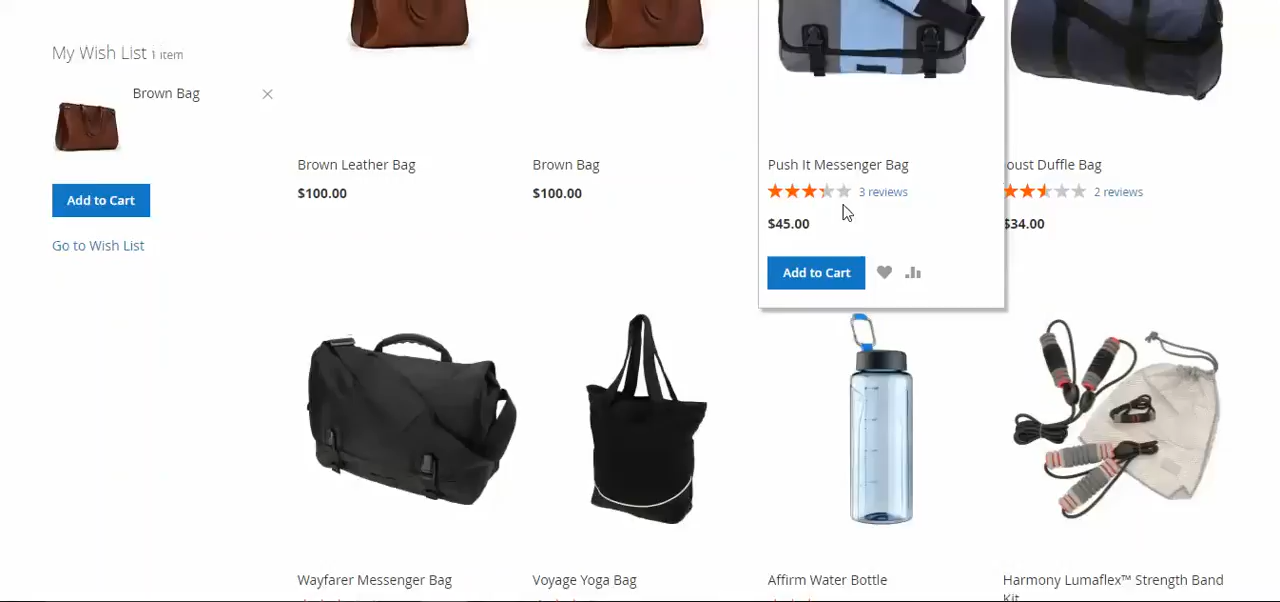 My Wish List 1 item
Brown Bag
Add to Cart
Go to Wish List
Brown Leather Bag
$100.00
Brown Bag
$100.00
Push It Messenger Bag
3 reviews
$45.00
Add to Cart
oust Duffle Bag
2 reviews
$34.00
Wayfarer Messenger Bag
Voyage Yoga Bag
Affirm Water Bottle
Harmony Lumaflex™ Strength Band
Kit